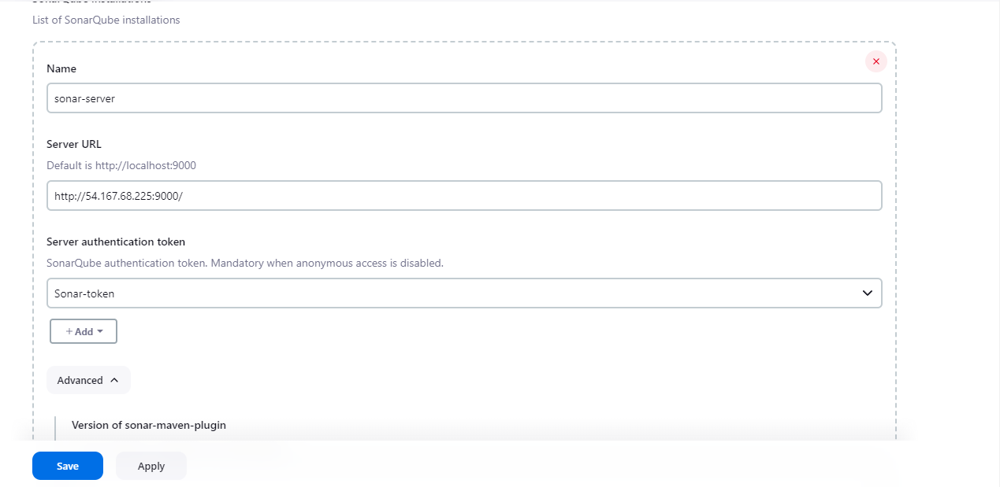 SonarQube installations
List of SonarQube installations
Name
sonar-server
Server URL
Default is http://localhost:9000
http://54.167.68.225:9000/
Server authentication token
SonarQube authentication token. Mandatory when anonymous access is disabled.
Sonar-token
+ Add
Advanced
Version of sonar-maven-plugin
Save
Apply